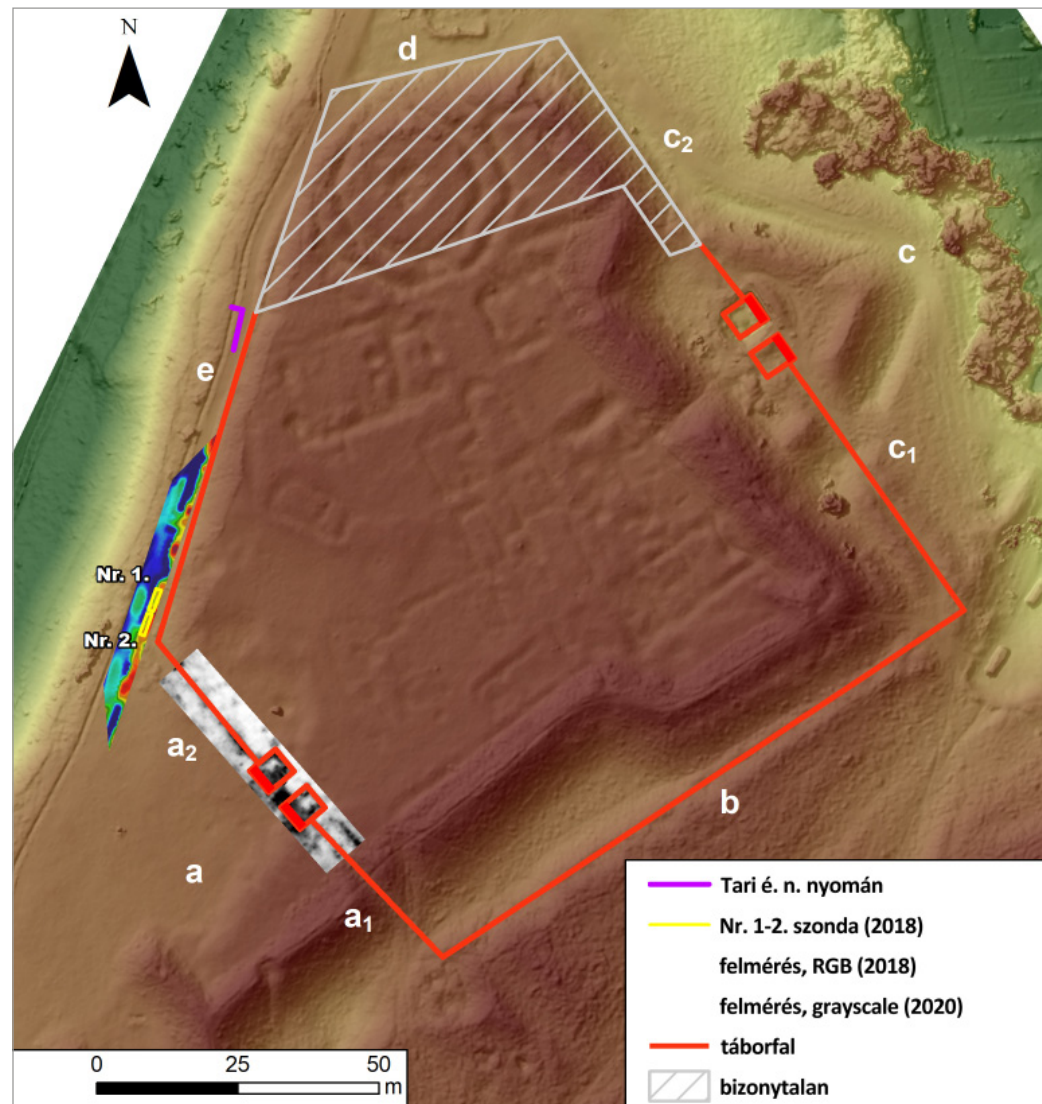 N
d
c₂
c
e
c₁
Nr. 1.
Nr. 2.
a₂
b
a
a₁
Tari é. n. nyomán
Nr. 1-2. szonda (2018)
felmérés, RGB (2018)
felmérés, grayscale (2020)
táborfal
bizonytalan
0 25 50
m